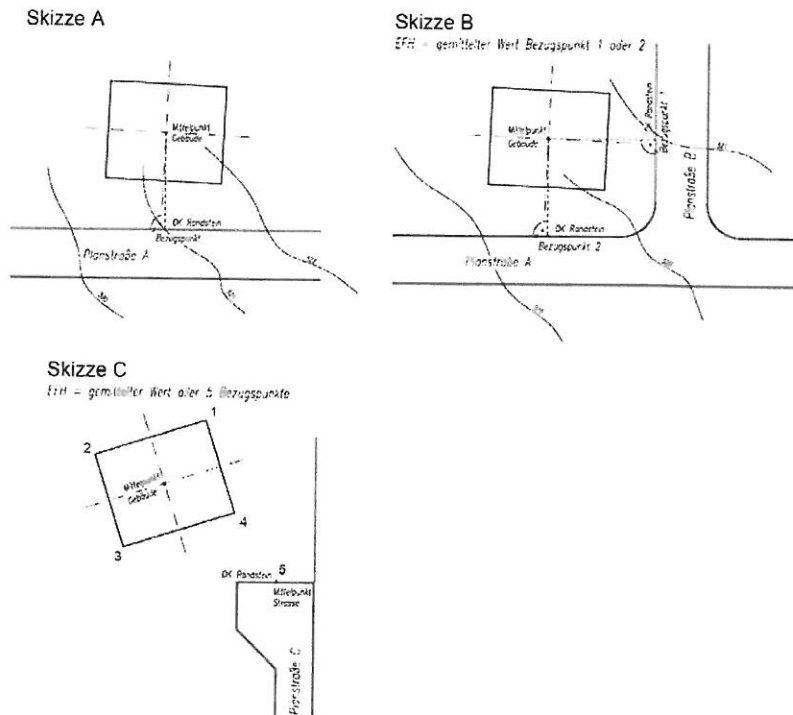 Skizze A
Mittelpunkt
Gebäude
OK Randstein
Bezugspunkt
Planstraße A
Skizze B
EFH = gemittelter Wert Bezugspunkt 1 oder 2
Mittelpunkt
Gebäude
OK Randstein
Bezugspunkt 1
Planstraße B
OK Randstein
Bezugspunkt 2
Planstraße A
Skizze C
EFH = gemittelter Wert aller 5 Bezugspunkte
1
2
Mittelpunkt
Gebäude
4
3
OK Randstein
5
Mittelpunkt
Strasse
Planstraße C